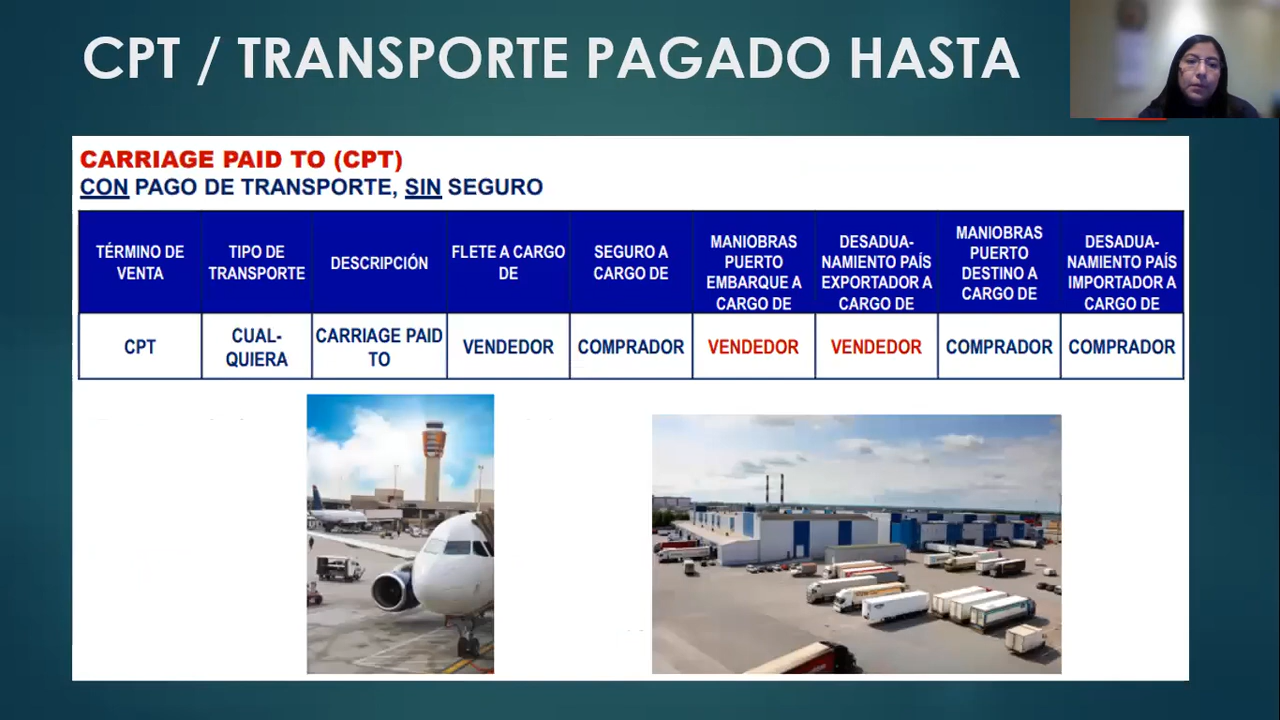 CPT / TRANSPORTE PAGADO HASTA
CARRIAGE PAID TO (CPT)
CON PAGO DE TRANSPORTE, SIN SEGURO
TÉRMINO DE
VENTA
TIPO DE
TRANSPORTE
DESCRIPCIÓN
FLETE A CARGO
DE
SEGURO A
CARGO DE
MANIOBRAS
PUERTO
EMBARQUE A
CARGO DE
DESADUA-
NAMIENTO PAÍS
EXPORTADOR A
CARGO DE
MANIOBRAS
PUERTO
DESTINO A
CARGO DE
DESADUA-
NAMIENTO PAÍS
IMPORTADOR A
CARGO DE
CPT
CUAL-
QUIERA
CARRIAGE PAID
TO
VENDEDOR
COMPRADOR
VENDEDOR
VENDEDOR
COMPRADOR
COMPRADOR